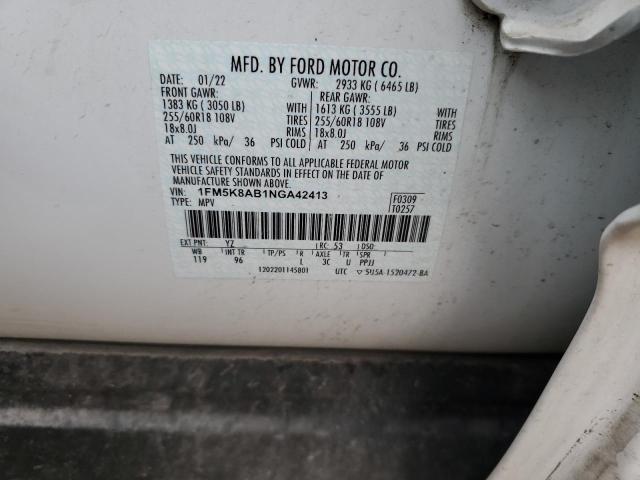 MFD. BY FORD MOTOR CO.
DATE: 01/22 GVWR: 2933 KG ( 6465 LB)
FRONT GAWR: REAR GAWR:
1383 KG ( 3050 LB) WITH 1613 KG ( 3555 LB) WITH
255/60R18 108V TIRES 255/60R18 108V TIRES
18x8.0J RIMS 18x8.0J RIMS
AT 250 kPa/ 36 PSI COLD AT 250 kPa/ 36 PSI COLD
THIS VEHICLE CONFORMS TO ALL APPLICABLE FEDERAL MOTOR
VEHICLE SAFETY STANDARDS IN EFFECT ON THE DATE OF
MANUFACTURE SHOWN ABOVE.
VIN: 1FM5K8AB1NGA42413 F0309
TYPE: MPV T0257
EXT PNT: YZ RC: 53 DSO:
WB INT TR TP/PS R AXLE TR SPR
119 96 L 3C U PPJJ
1202201145801 UTC ▽ 5U5A-1520472-BA